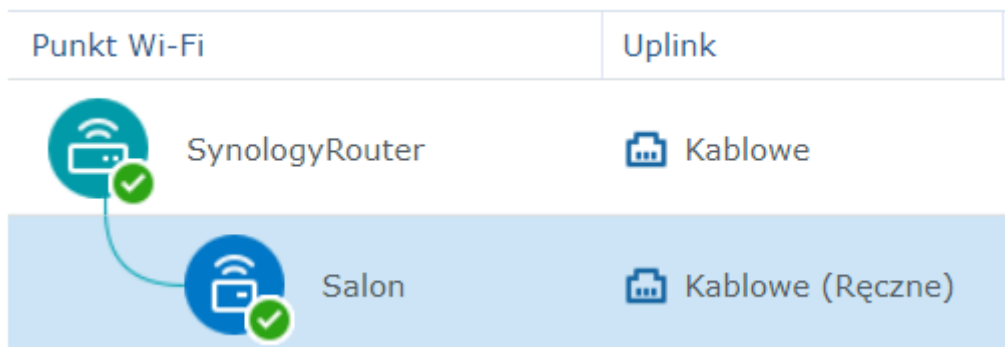 Punkt Wi-Fi Uplink
SynologyRouter Kablowe
Salon Kablowe (Ręczne)